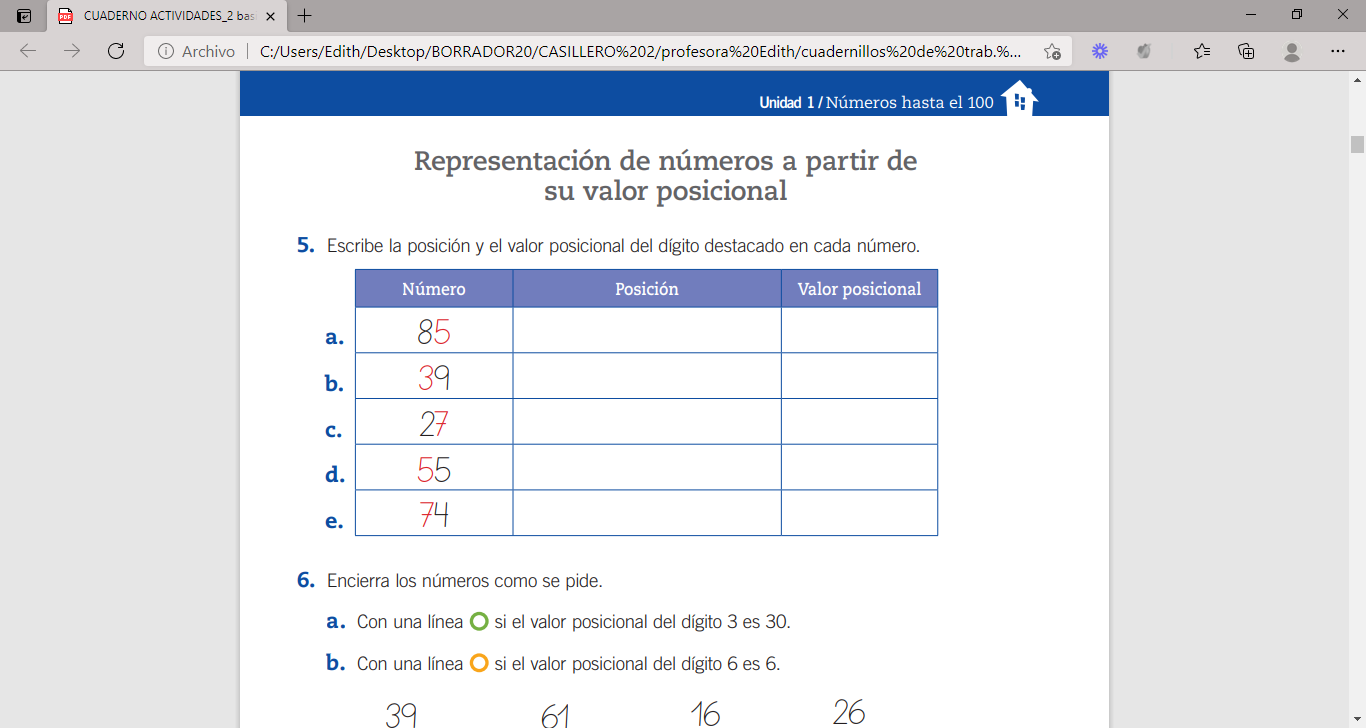 CUADERNO ACTIVIDADES_2 bas
Archivo C:/Users/Edith/Desktop/BORRADOR20/CASILLERO%202/profesora%20Edith/cuadernillos%20de%20trab.%...
Unidad 1 / Números hasta el 100
Representación de números a partir de
su valor posicional
5. Escribe la posición y el valor posicional del dígito destacado en cada número.
Número Posición Valor posicional
a. 85
b. 39
c. 27
d. 55
e. 74
6. Encierra los números como se pide.
a. Con una línea si el valor posicional del dígito 3 es 30.
b. Con una línea si el valor posicional del dígito 6 es 6.
39 61 16 26